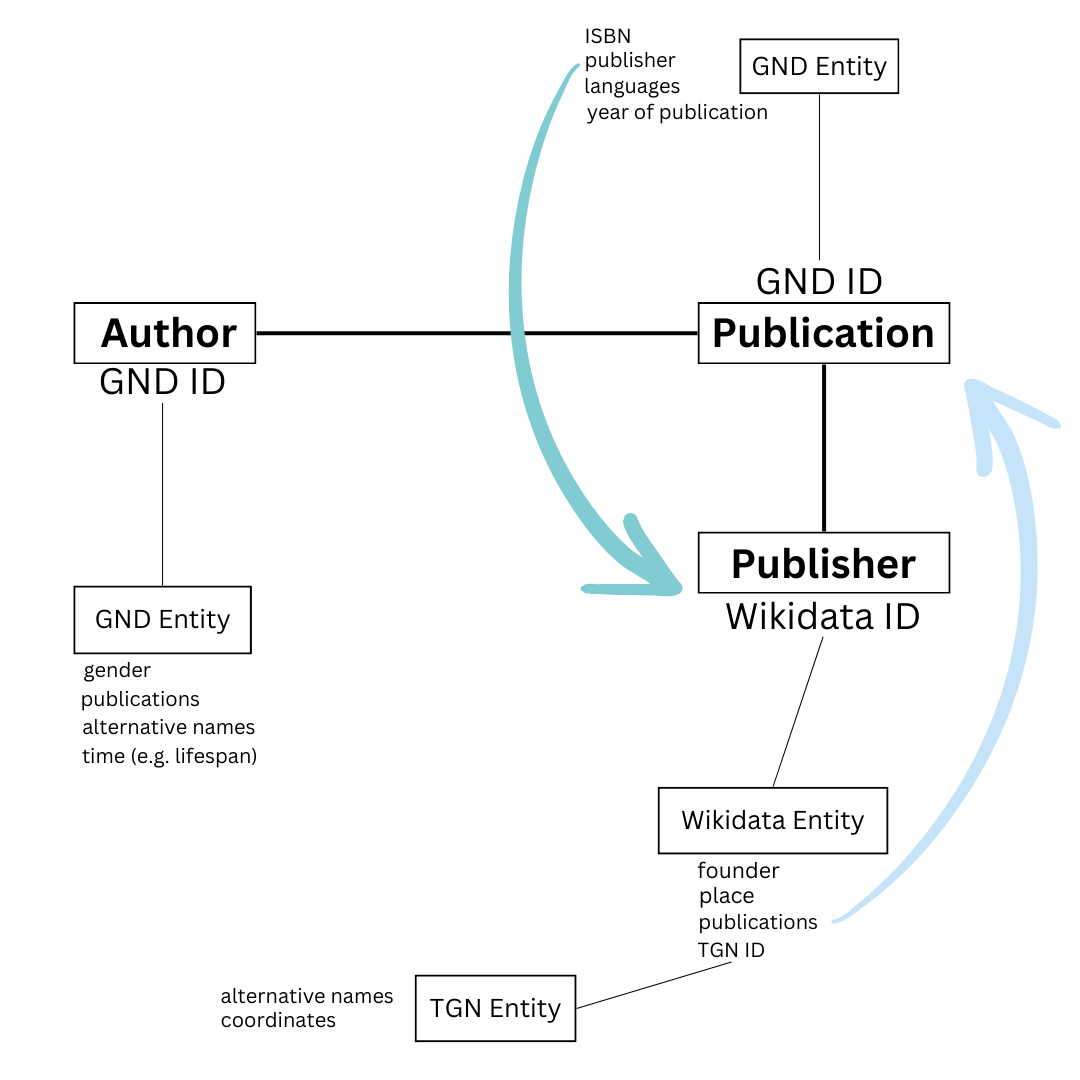 ISBN
publisher
languages
year of publication
GND Entity
GND ID
Author
Publication
GND ID
Publisher
Wikidata ID
GND Entity
gender
publications
alternative names
time (e.g. lifespan)
Wikidata Entity
founder
place
publications
TGN ID
alternative names
coordinates
TGN Entity